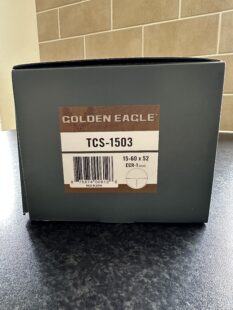 GOLDEN EAGLE
TCS-1503
15-60 x 52
ECR-1